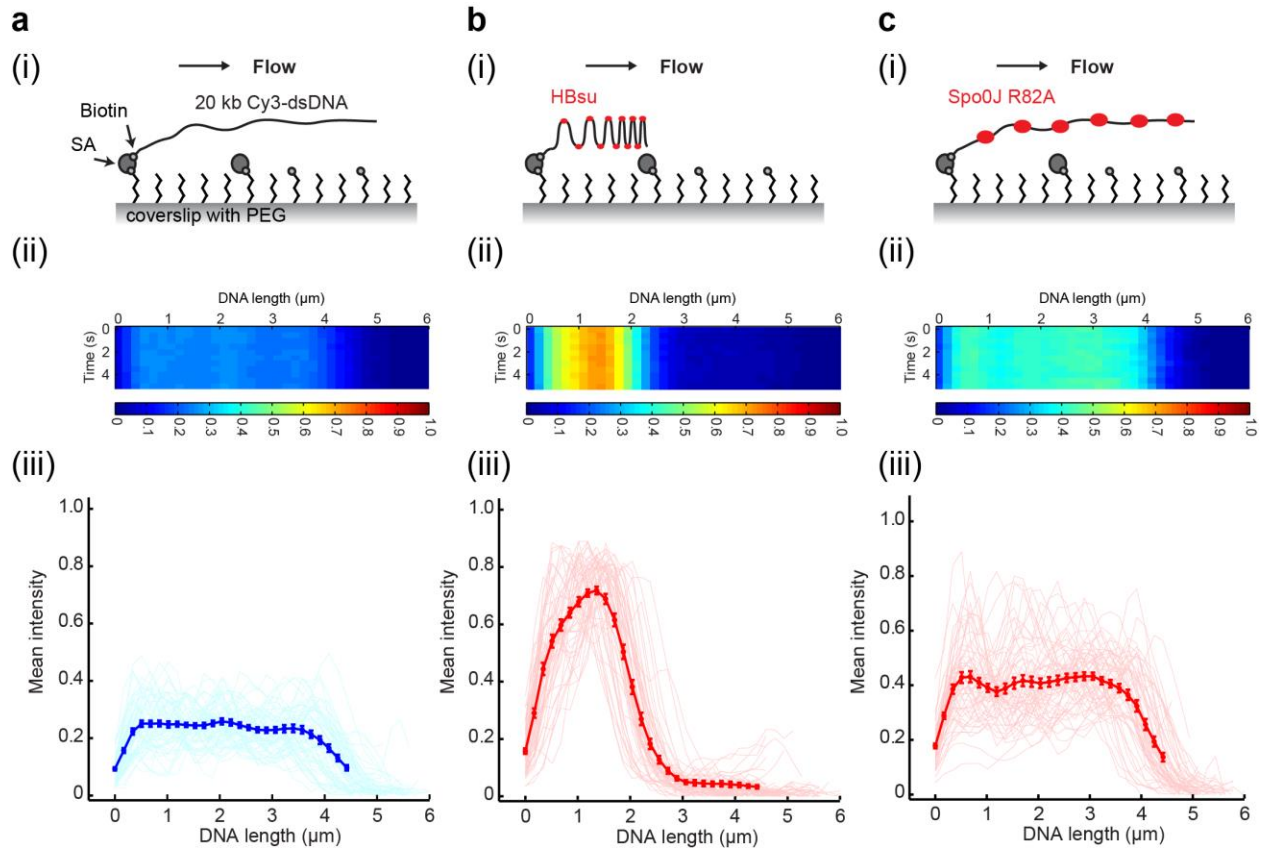 a
(i)
Flow
20 kb Cy3-dsDNA
Biotin
SA
coverslip with PEG
(ii)
DNA length (µm)
0 1 2 3 4 5 6
Time (s)
0
2
4
0 0.1 0.2 0.3 0.4 0.5 0.6 0.7 0.8 0.9 1.0
(iii)
Mean intensity
1.0
0.8
0.6
0.4
0.2
0
0 1 2 3 4 5 6
DNA length (µm)
b
(i)
Flow
HBsu
(ii)
DNA length (µm)
0 1 2 3 4 5 6
Time (s)
0
2
4
0 0.1 0.2 0.3 0.4 0.5 0.6 0.7 0.8 0.9 1.0
(iii)
Mean intensity
1.0
0.8
0.6
0.4
0.2
0
0 1 2 3 4 5 6
DNA length (µm)
c
(i)
Flow
Spo0J R82A
(ii)
DNA length (µm)
0 1 2 3 4 5 6
Time (s)
0
2
4
0 0.1 0.2 0.3 0.4 0.5 0.6 0.7 0.8 0.9 1.0
(iii)
Mean intensity
1.0
0.8
0.6
0.4
0.2
0
0 1 2 3 4 5 6
DNA length (µm)